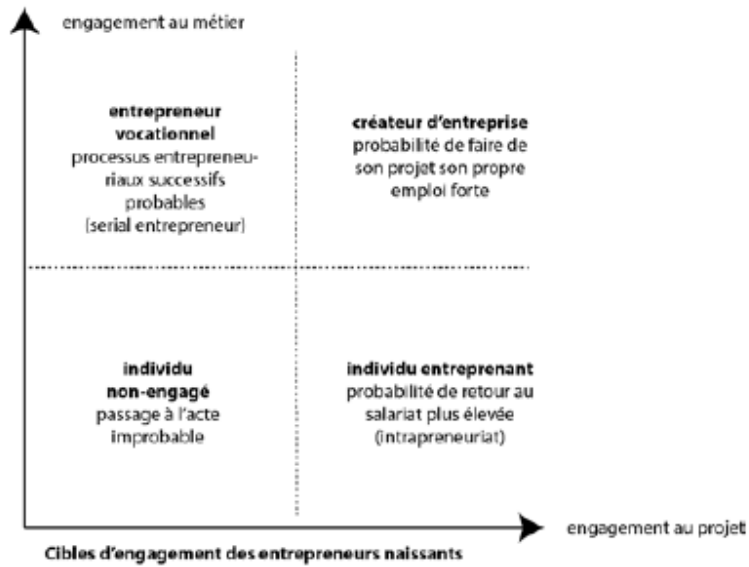 engagement au métier
entrepreneur
vocationnel
processus entrepreneu-
riaux successifs
probables
(serial entrepreneur)
créateur d'entreprise
probabilité de faire de
son projet son propre
emploi forte
individu
non-engagé
passage à l'acte
improbable
individu entreprenant
probabilité de retour au
salariat plus élevée
(intrapreneuriat)
engagement au projet
Cibles d'engagement des entrepreneurs naissants